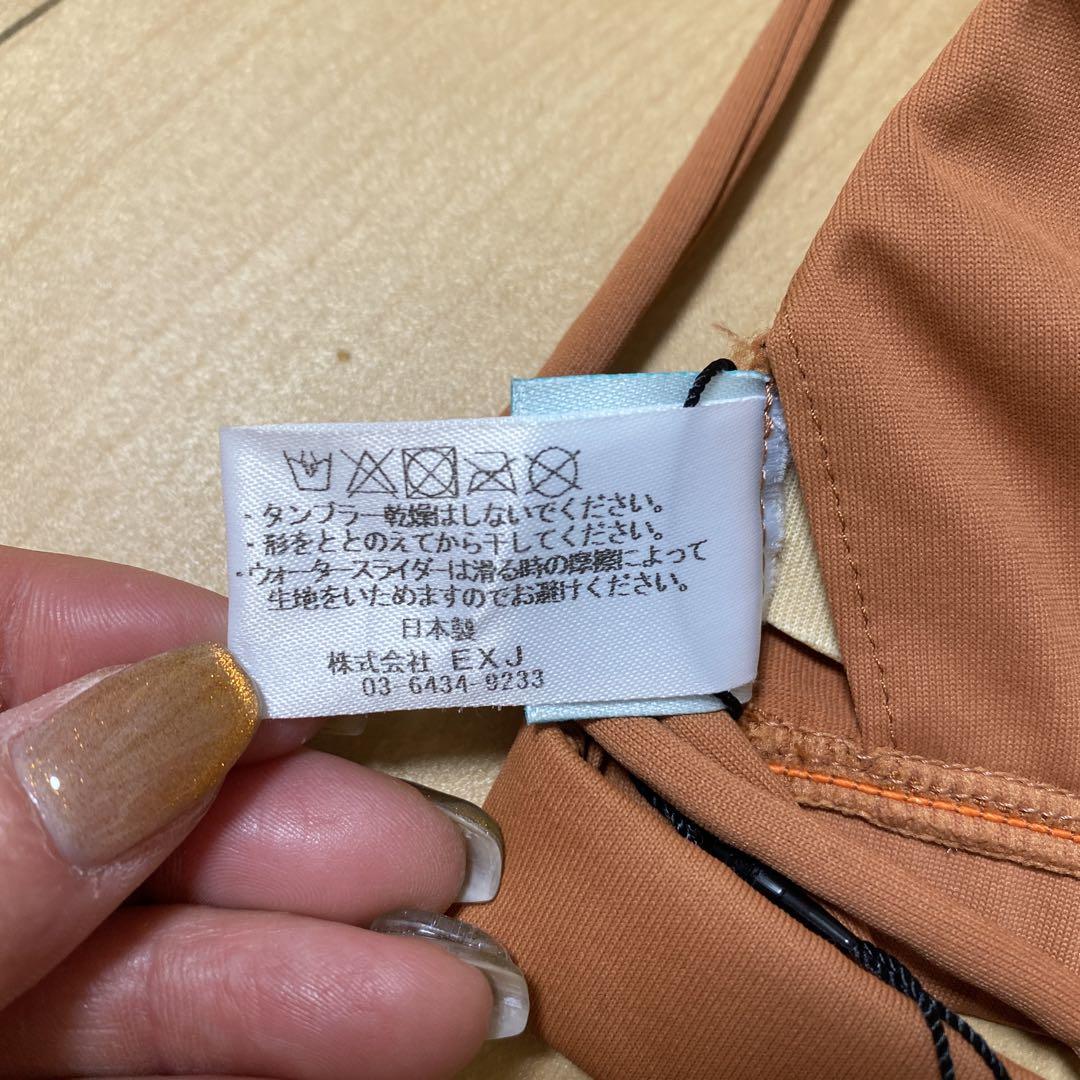 ・タンブラー乾燥はしないでください。
・形をととのえてから干してください。
・ウォータースライダーは滑る時の摩擦によって
生地をいためますのでお避けください。
日本製
株式会社 EXJ
03-6434-9233